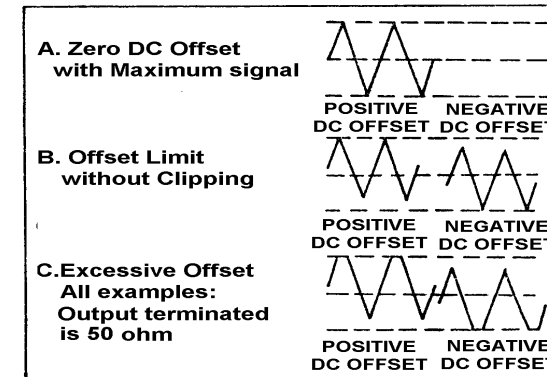 A. Zero DC Offset
with Maximum signal
POSITIVE NEGATIVE
DC OFFSET DC OFFSET
B. Offset Limit
without Clipping
POSITIVE NEGATIVE
DC OFFSET DC OFFSET
C.Excessive Offset
All examples:
Output terminated
is 50 ohm
POSITIVE NEGATIVE
DC OFFSET DC OFFSET